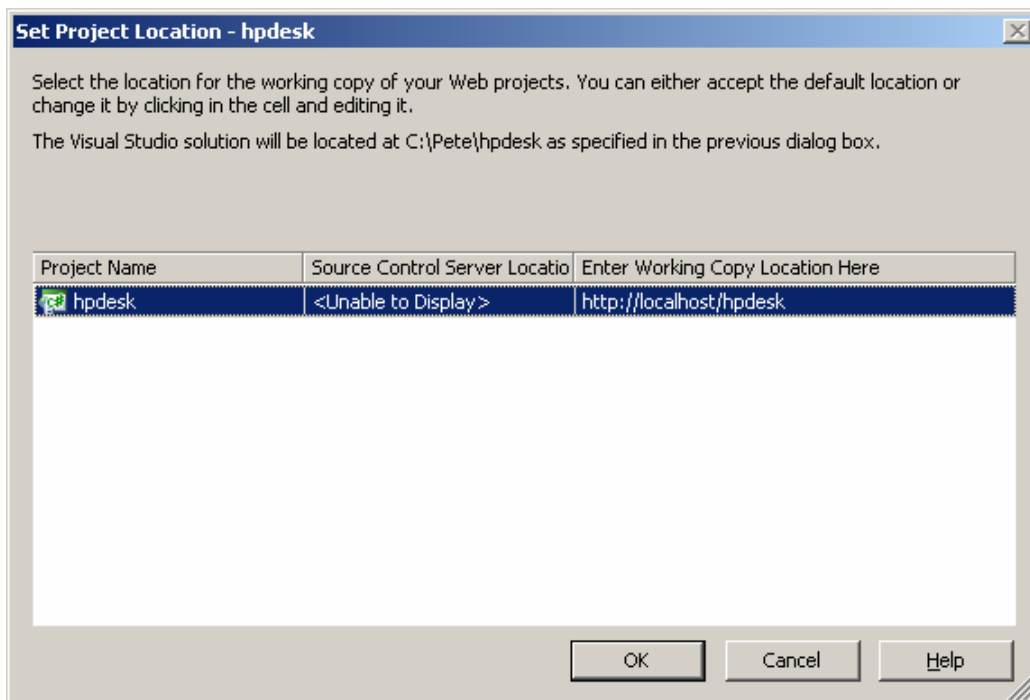 Set Project Location - hpdesk
Select the location for the working copy of your Web projects. You can either accept the default location or
change it by clicking in the cell and editing it.
The Visual Studio solution will be located at C:\Pete\hpdesk as specified in the previous dialog box.
Project Name Source Control Server Locatio Enter Working Copy Location Here
C# hpdesk <Unable to Display> http://localhost/hpdesk
OK Cancel Help